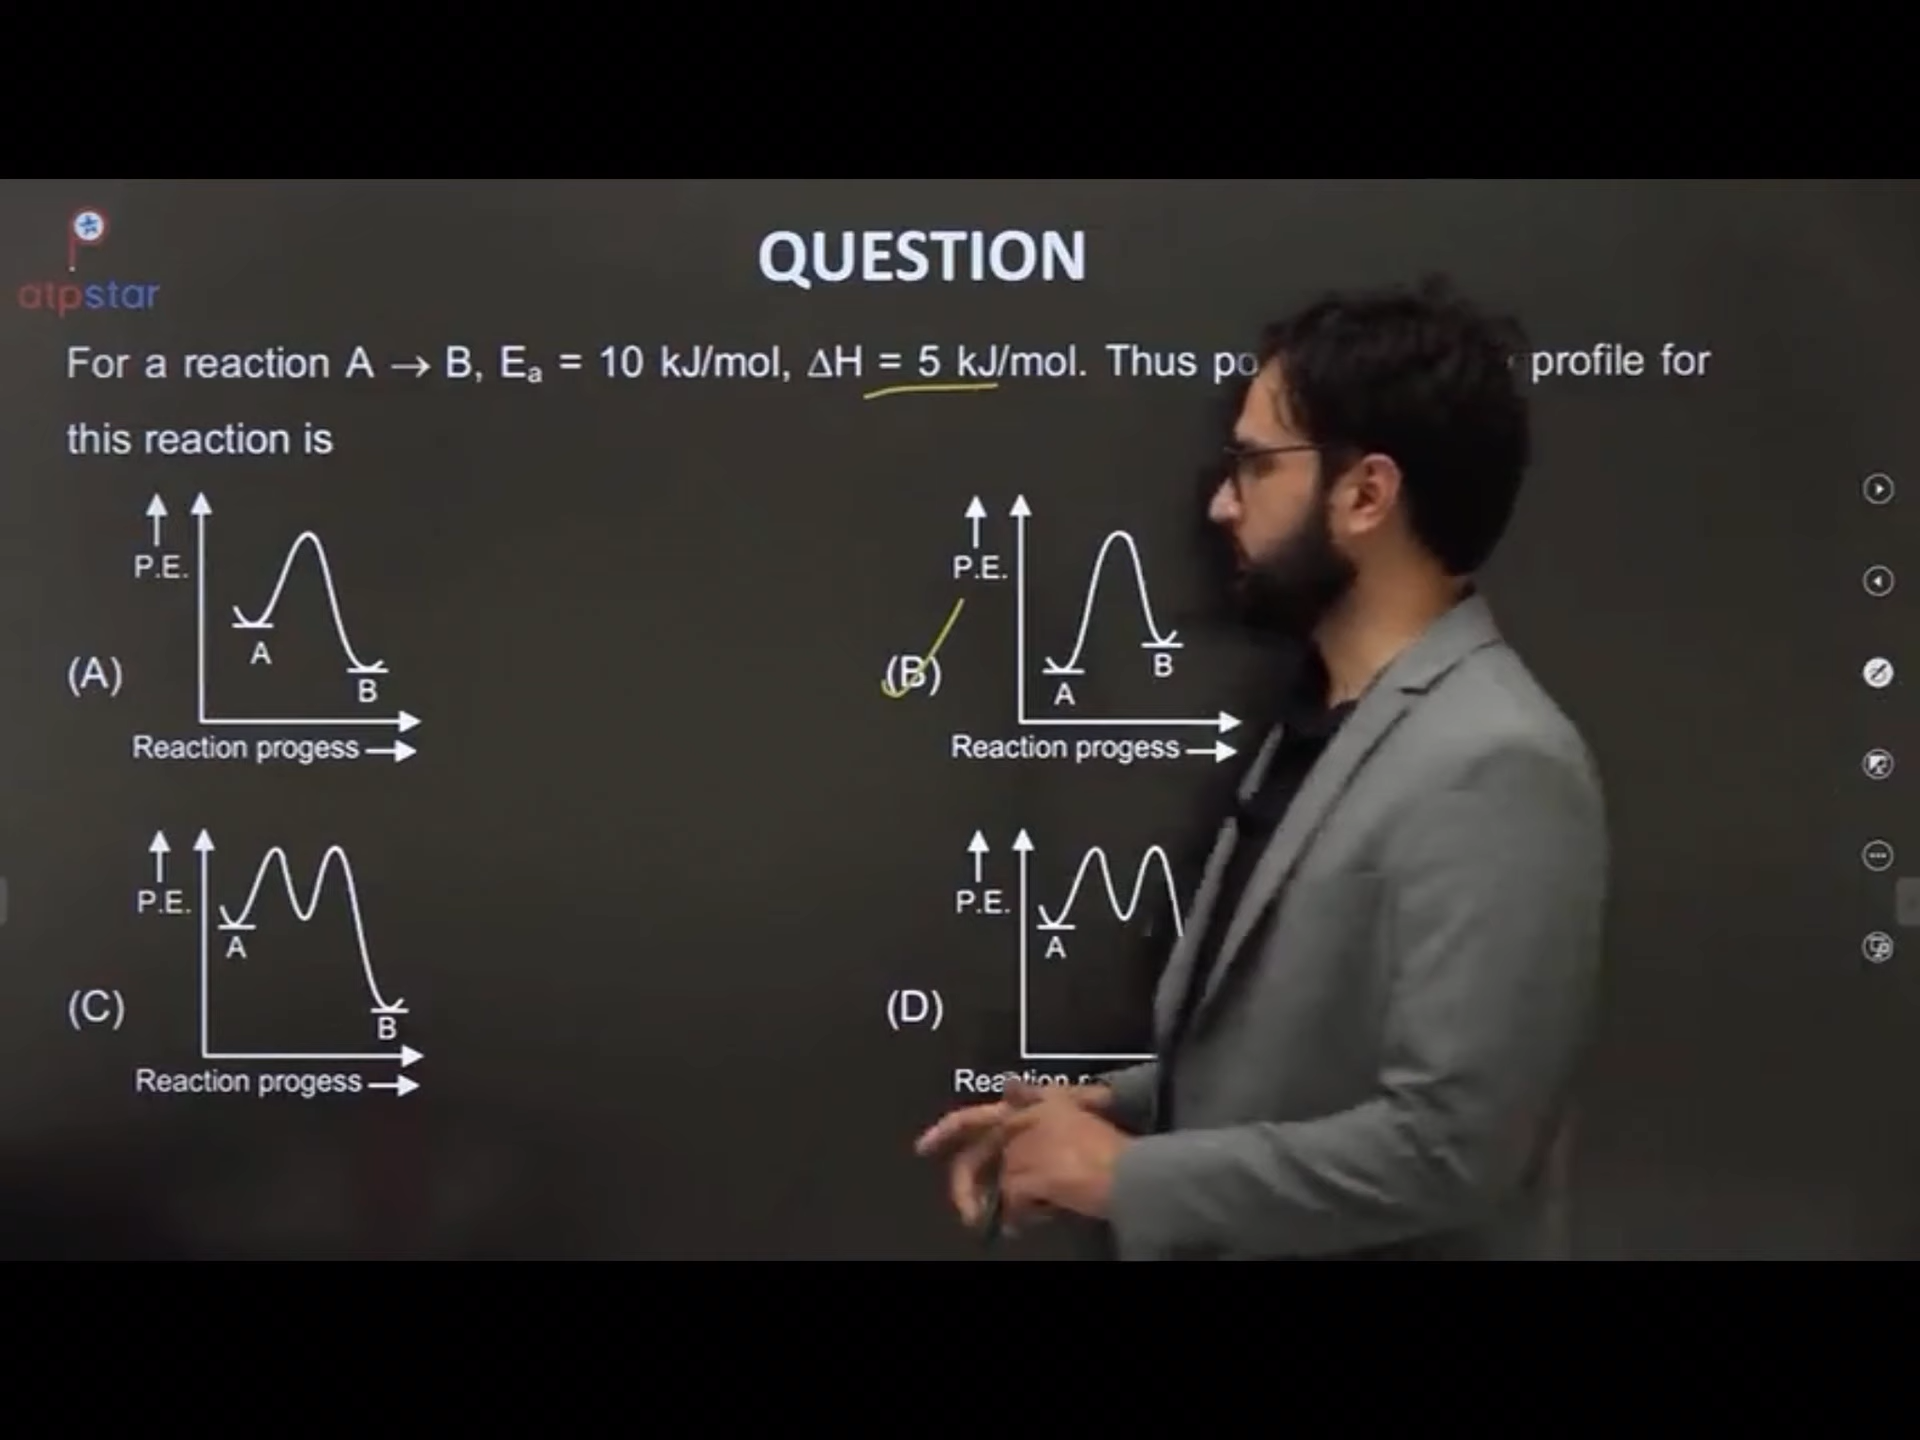 atpstar
QUESTION
For a reaction A → B, Eₐ = 10 kJ/mol, ΔH = 5 kJ/mol. Thus profile for
this reaction is
P.E.
A
B
(A)
Reaction progess
P.E.
A
B
(B)
Reaction progess
P.E.
A
B
(C)
Reaction progess
P.E.
A
(D)